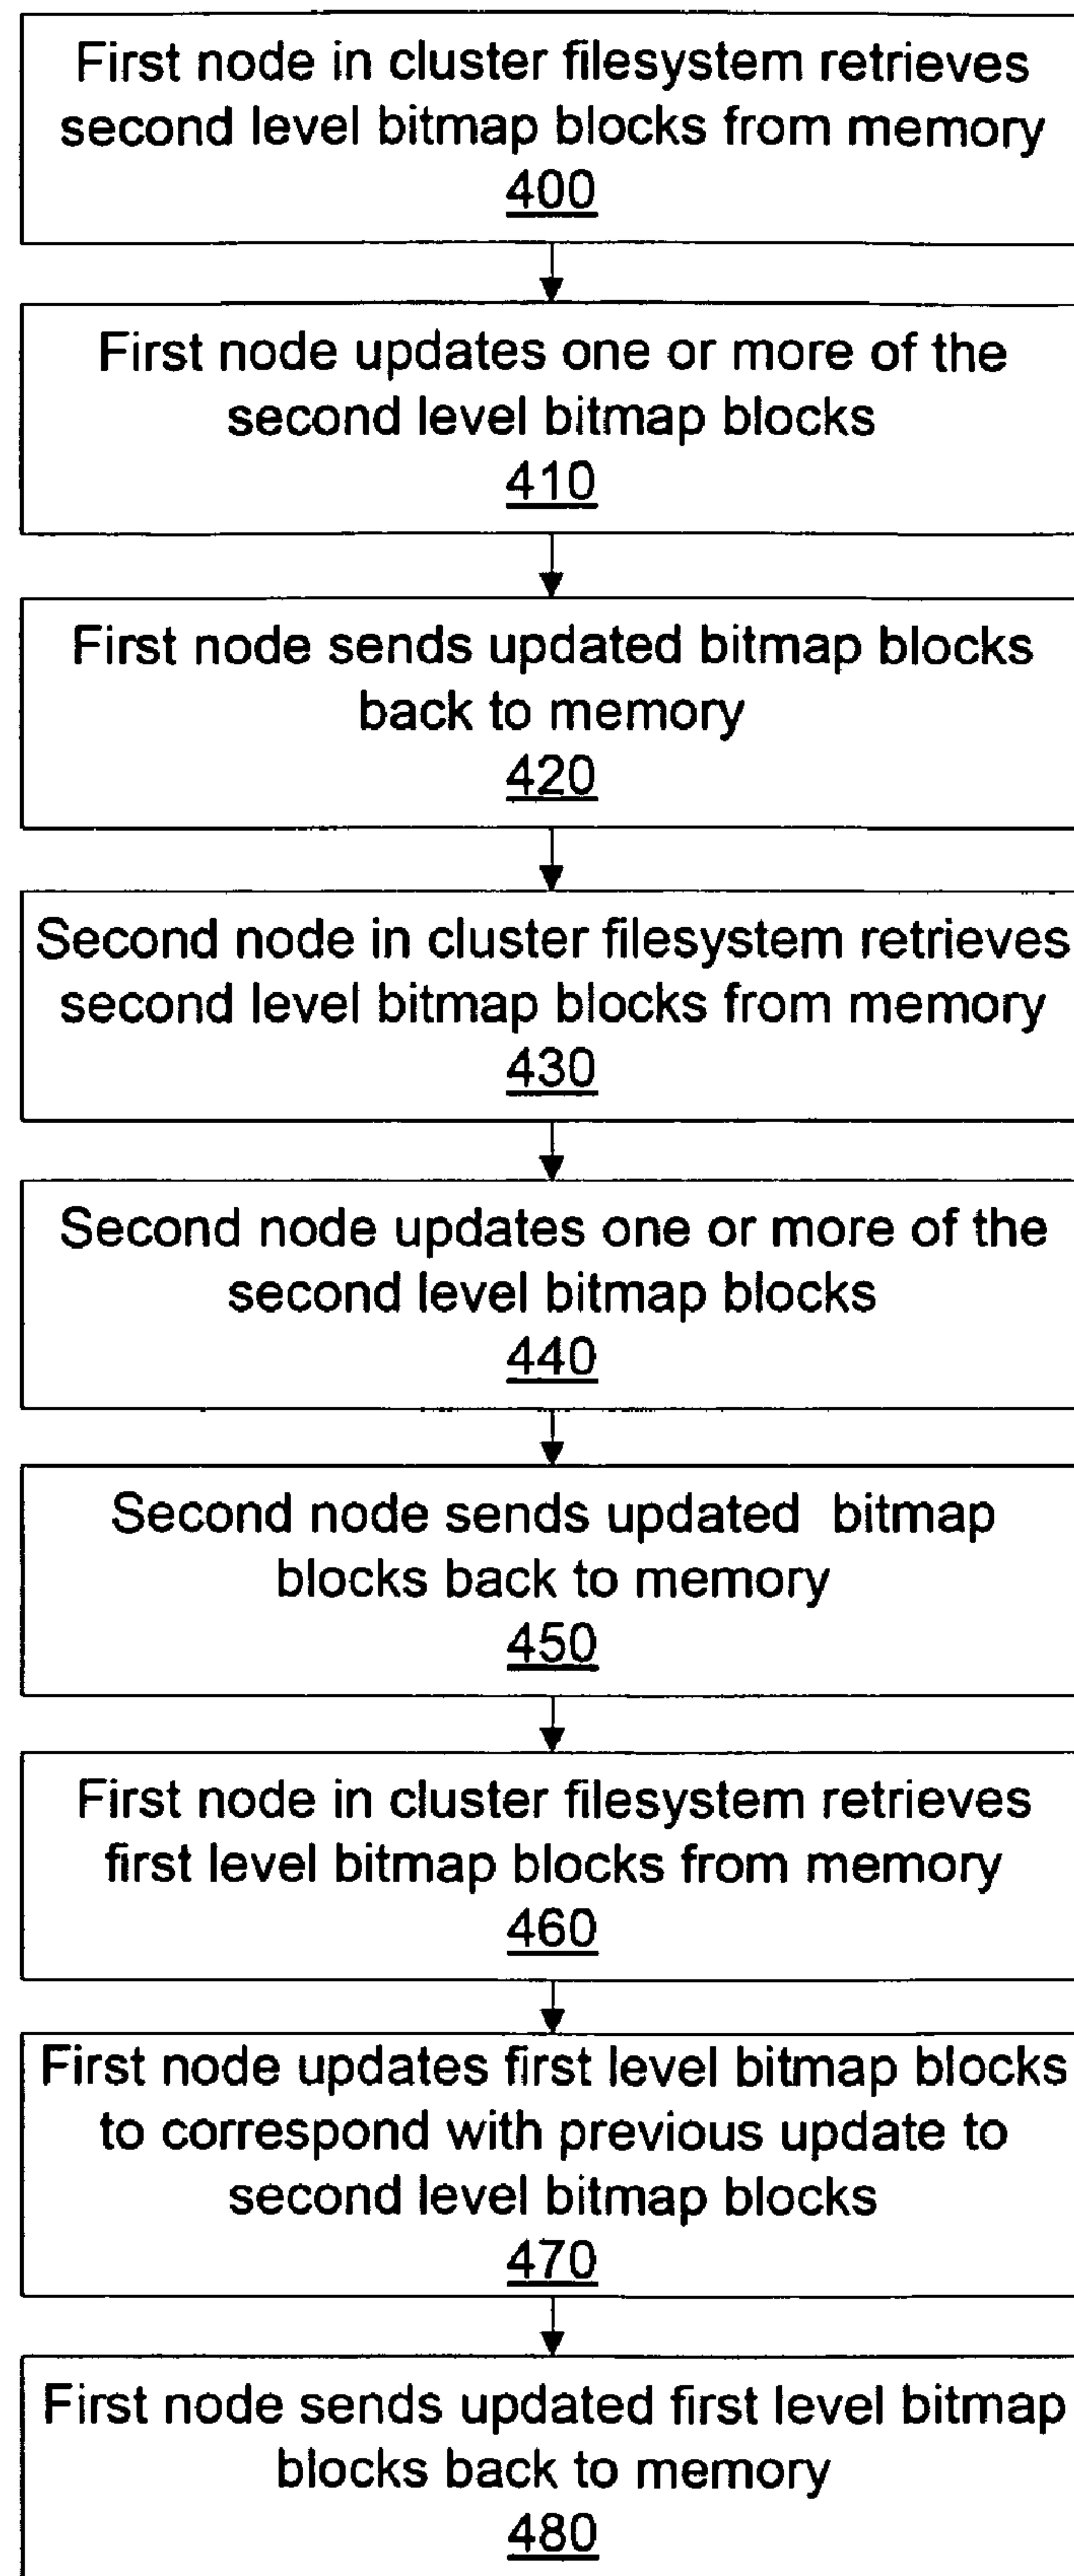 First node in cluster filesystem retrieves
second level bitmap blocks from memory
400
First node updates one or more of the
second level bitmap blocks
410
First node sends updated bitmap blocks
back to memory
420
Second node in cluster filesystem retrieves
second level bitmap blocks from memory
430
Second node updates one or more of the
second level bitmap blocks
440
Second node sends updated bitmap
blocks back to memory
450
First node in cluster filesystem retrieves
first level bitmap blocks from memory
460
First node updates first level bitmap blocks
to correspond with previous update to
second level bitmap blocks
470
First node sends updated first level bitmap
blocks back to memory
480